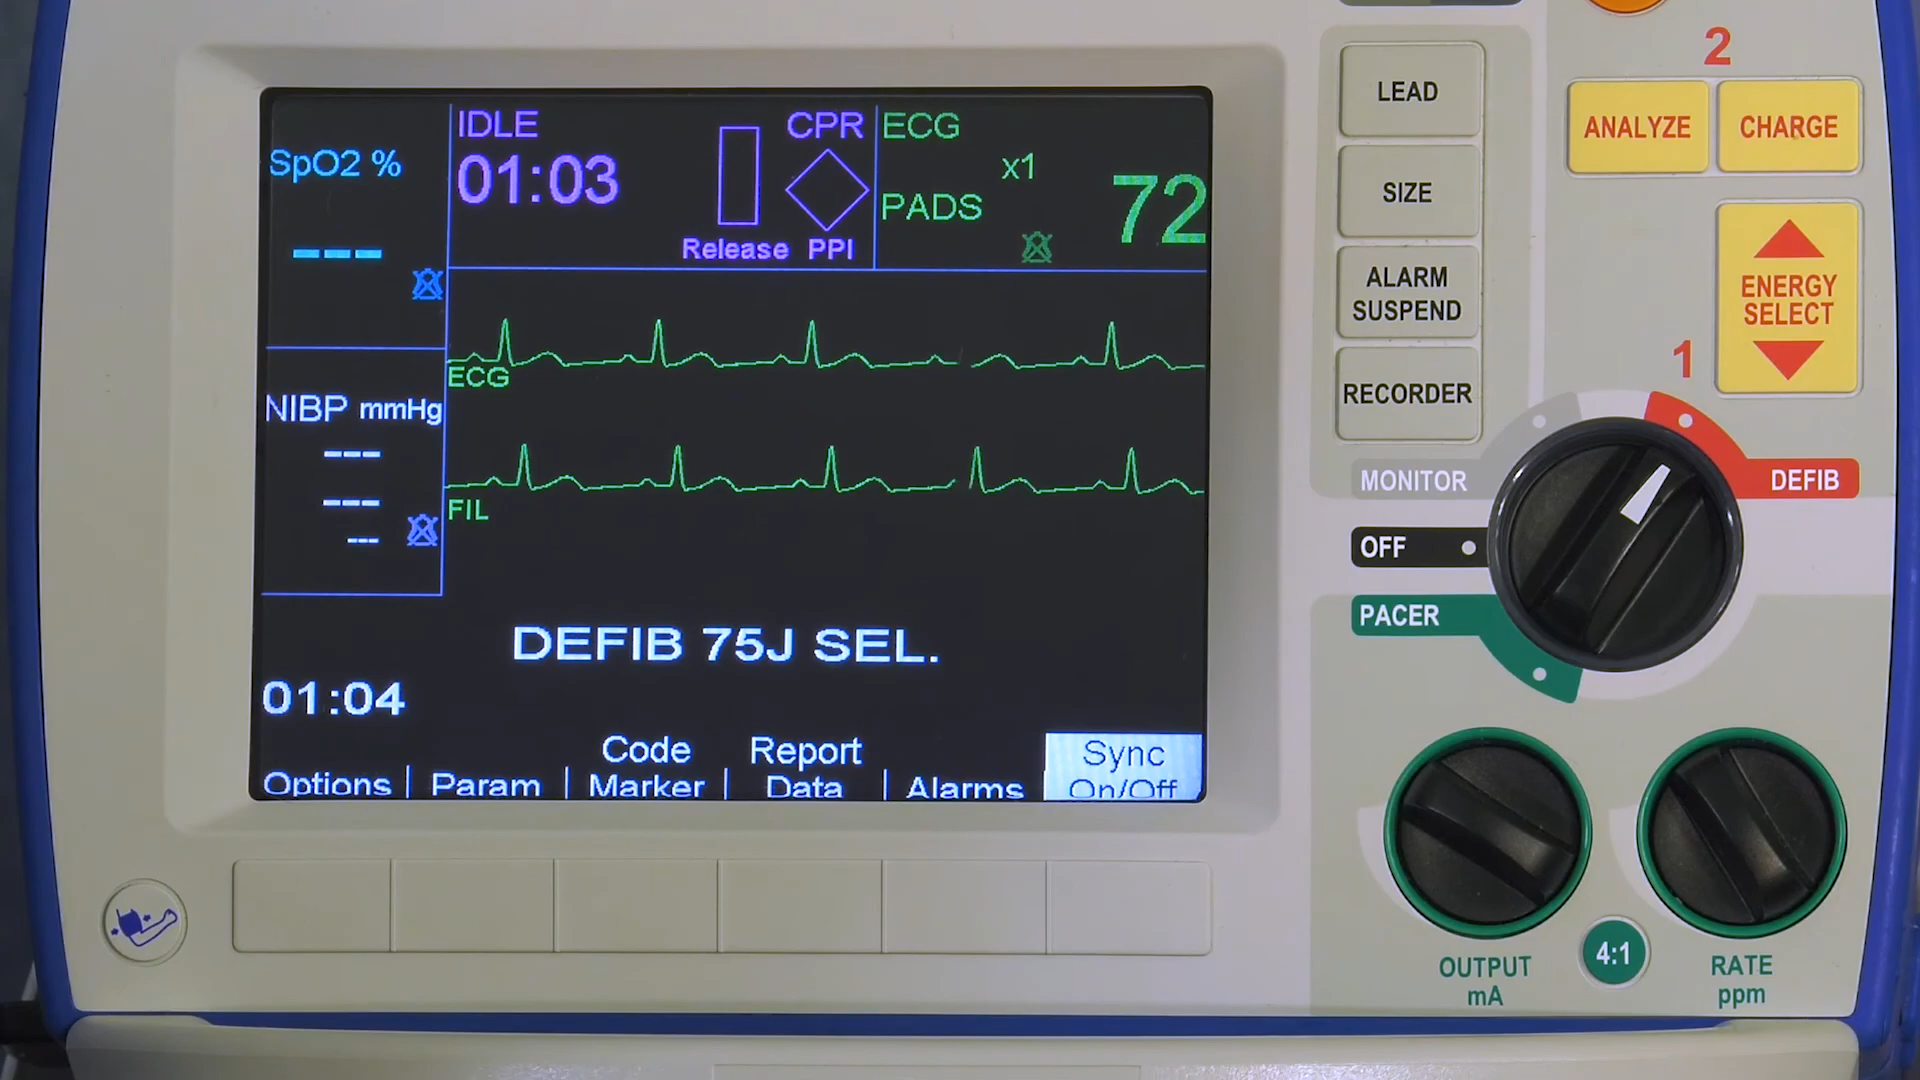 SpO2 %
---
IDLE
01:03
CPR
Release PPI
ECG
x1
PADS
72
ECG
NIBP mmHg
---
---
---
FIL
DEFIB 75J SEL.
01:04
Options
Param
Code
Marker
Report
Data
Alarms
Sync
On/Off
LEAD
SIZE
ALARM
SUSPEND
RECORDER
2
ANALYZE
CHARGE
ENERGY
SELECT
1
MONITOR
DEFIB
OFF
PACER
OUTPUT
mA
4:1
RATE
ppm